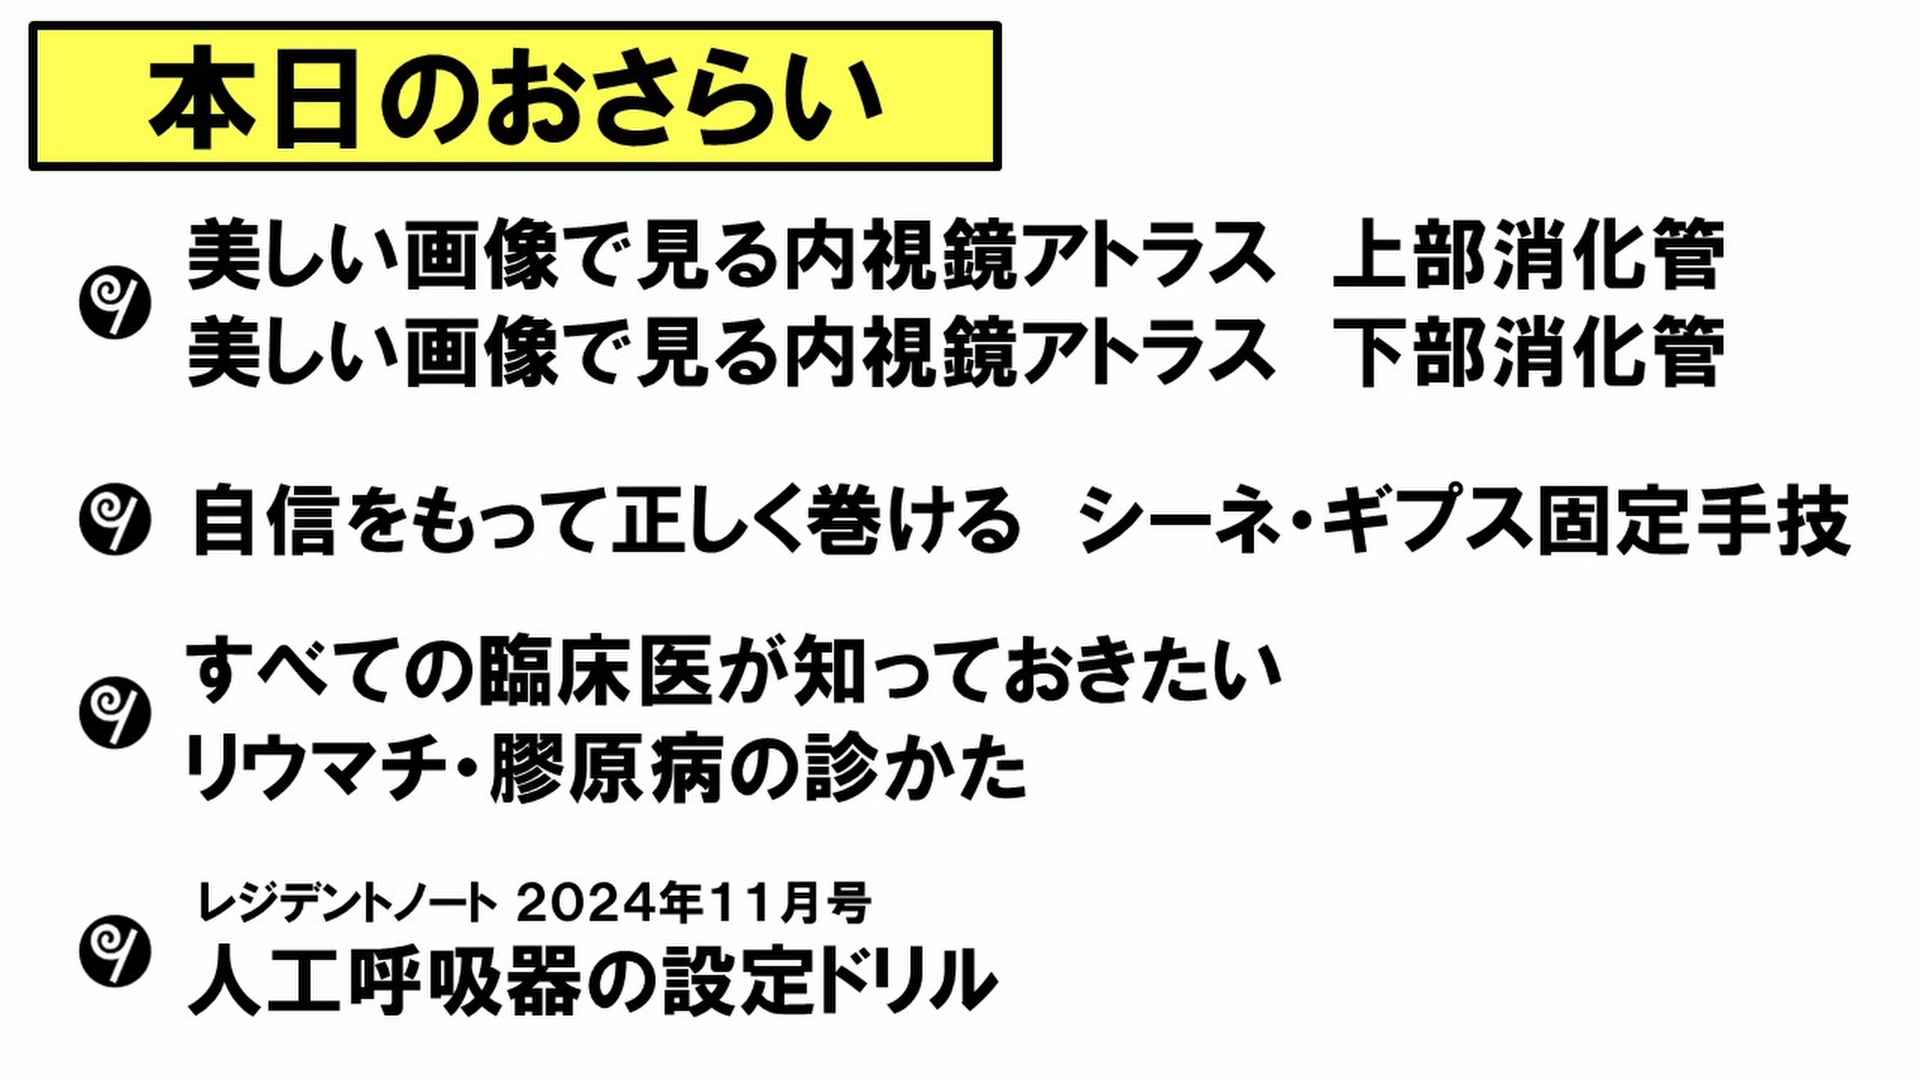 本日のおさらい
美しい画像で見る内視鏡アトラス　上部消化管
美しい画像で見る内視鏡アトラス　下部消化管
自信をもって正しく巻ける　シーネ・ギプス固定手技
すべての臨床医が知っておきたい
リウマチ・膠原病の診かた
レジデントノート 2024年11月号
人工呼吸器の設定ドリル